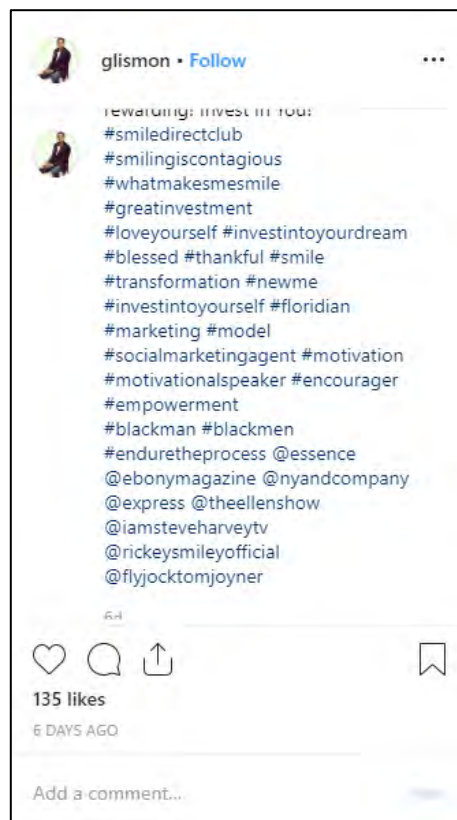 glismon • Follow
rewarding! Invest in You!
#smiledirectclub
#smilingiscontagious
#whatmakesmesmile
#greatinvestment
#loveyourself #investintoyourdream
#blessed #thankful #smile
#transformation #newme
#investintoyourself #floridian
#marketing #model
#socialmarketingagent #motivation
#motivationalspeaker #encourager
#empowerment
#blackman #blackmen
#enduretheprocess @essence
@ebonymagazine @nyandcompany
@express @theellenshow
@iamsteveharveytv
@rickeysmileyofficial
@flyjocktomjoyner
6d
135 likes
6 DAYS AGO
Add a comment...